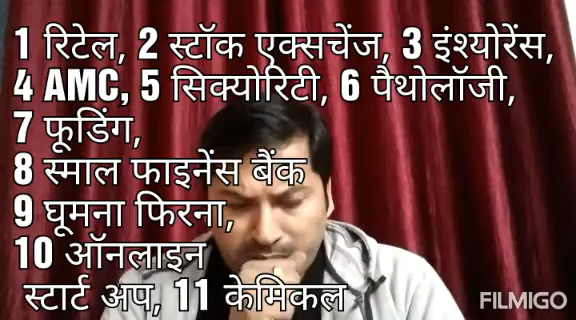 1 रिटेल, 2 स्टॉक एक्सचेंज, 3 इंश्योरेंस,
4 AMC, 5 सिक्योरिटी, 6 पैथोलॉजी,
7 फूडिंग,
8 स्माल फाइनेंस बैंक
9 घूमना फिरना,
10 ऑनलाइन
स्टार्ट अप, 11 केमिकल
FILMIGO